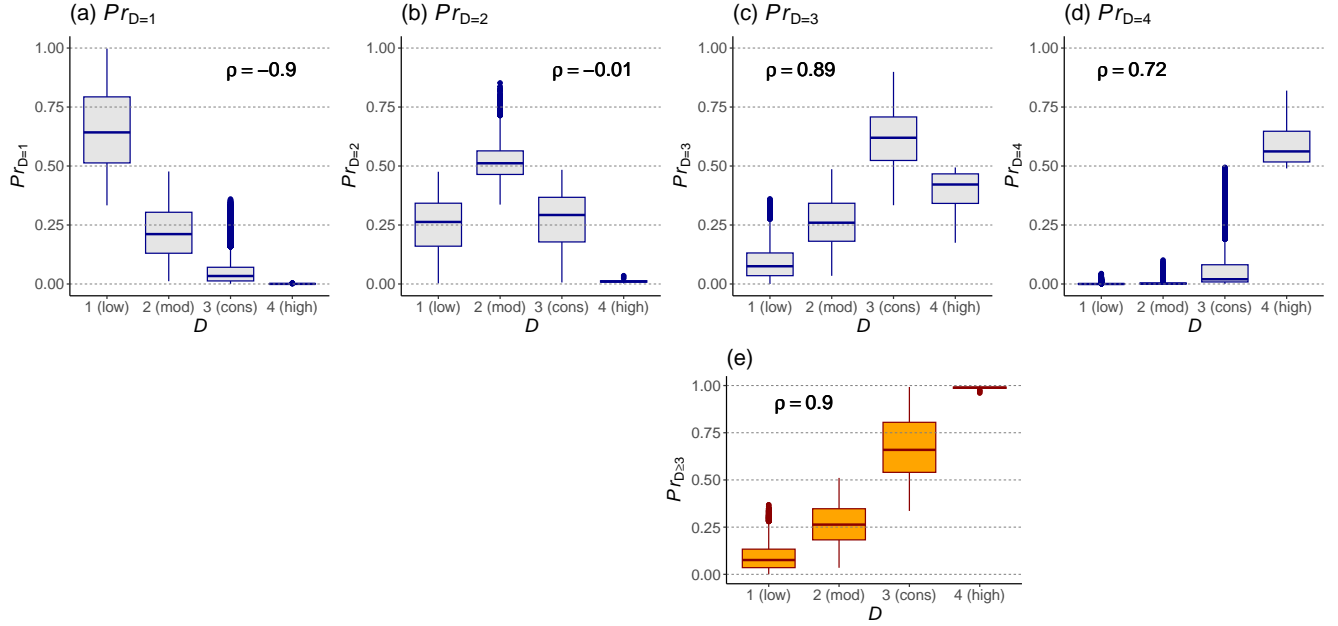 (a) Pr_D=1
1.00
0.75
0.50
0.25
0.00
Pr_D=1
ρ = −0.9
1 (low) 2 (mod) 3 (cons) 4 (high)
D
(b) Pr_D=2
1.00
0.75
0.50
0.25
0.00
Pr_D=2
ρ = −0.01
1 (low) 2 (mod) 3 (cons) 4 (high)
D
(c) Pr_D=3
1.00
0.75
0.50
0.25
0.00
Pr_D=3
ρ = 0.89
1 (low) 2 (mod) 3 (cons) 4 (high)
D
(d) Pr_D=4
1.00
0.75
0.50
0.25
0.00
Pr_D=4
ρ = 0.72
1 (low) 2 (mod) 3 (cons) 4 (high)
D
(e)
1.00
0.75
0.50
0.25
0.00
Pr_D≥3
ρ = 0.9
1 (low) 2 (mod) 3 (cons) 4 (high)
D